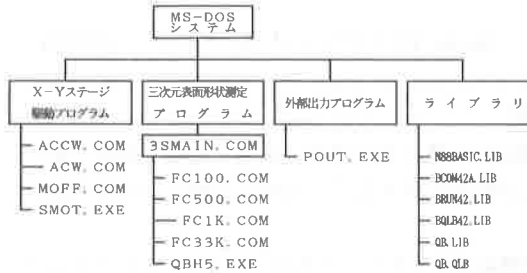 MS-DOS
システム
X-Yステージ
駆動プログラム
ACCW. COM
ACW. COM
MOFF. COM
SMOT. EXE
三次元表面形状測定
プログラム
3SMAIN. COM
FC100. COM
FC500. COM
FC1K. COM
FC33K. COM
QBH5. EXE
外部出力プログラム
POUT. EXE
ライブラリ
N88BASIC. LIB
BCOM42A. LIB
BRUN42. LIB
BQLB42. LIB
QB. LIB
QB. QLB